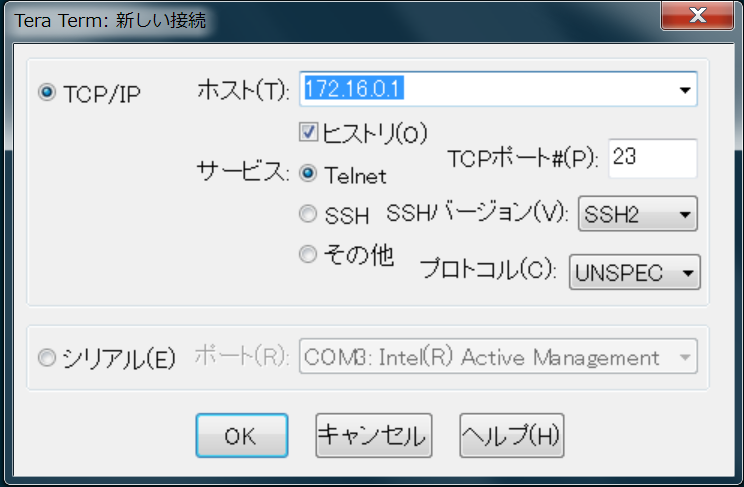 Tera Term: 新しい接続
TCP/IP
ホスト(T): 172.16.0.1
ヒストリ(O)
サービス: Telnet
TCPポート#(P): 23
SSH
SSHバージョン(V): SSH2
その他
プロトコル(C): UNSPEC
シリアル(E)
ポート(R): COM3: Intel(R) Active Management
OK
キャンセル
ヘルプ(H)